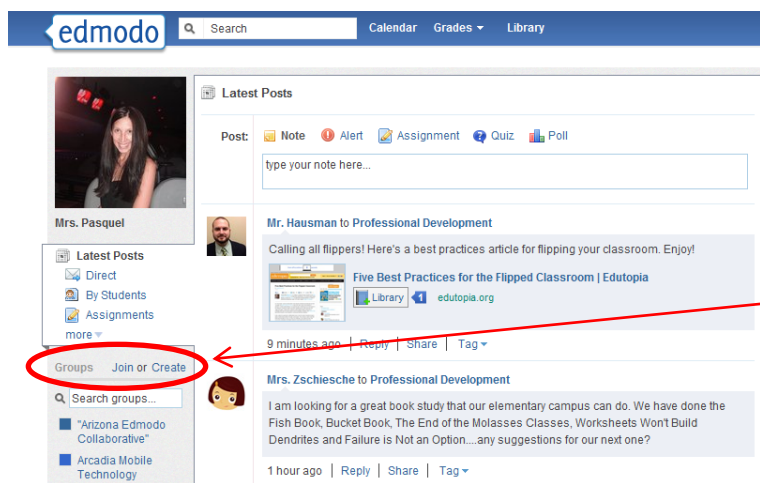 edmodo
Search
Calendar Grades Library
Latest Posts
Post: Note Alert Assignment Quiz Poll
type your note here...
Mrs. Pasquel
Latest Posts
Direct
By Students
Assignments
more
Groups Join or Create
Search groups...
"Arizona Edmodo
Collaborative"
Arcadia Mobile
Technology
Mr. Hausman to Professional Development
Calling all flippers! Here's a best practices article for flipping your classroom. Enjoy!
Five Best Practices for the Flipped Classroom | Edutopia
Library 1 edutopia.org
9 minutes ago | Reply | Share | Tag
Mrs. Zschiesche to Professional Development
I am looking for a great book study that our elementary campus can do. We have done the
Fish Book, Bucket Book, The End of the Molasses Classes, Worksheets Won't Build
Dendrites and Failure is Not an Option....any suggestions for our next one?
1 hour ago | Reply | Share | Tag